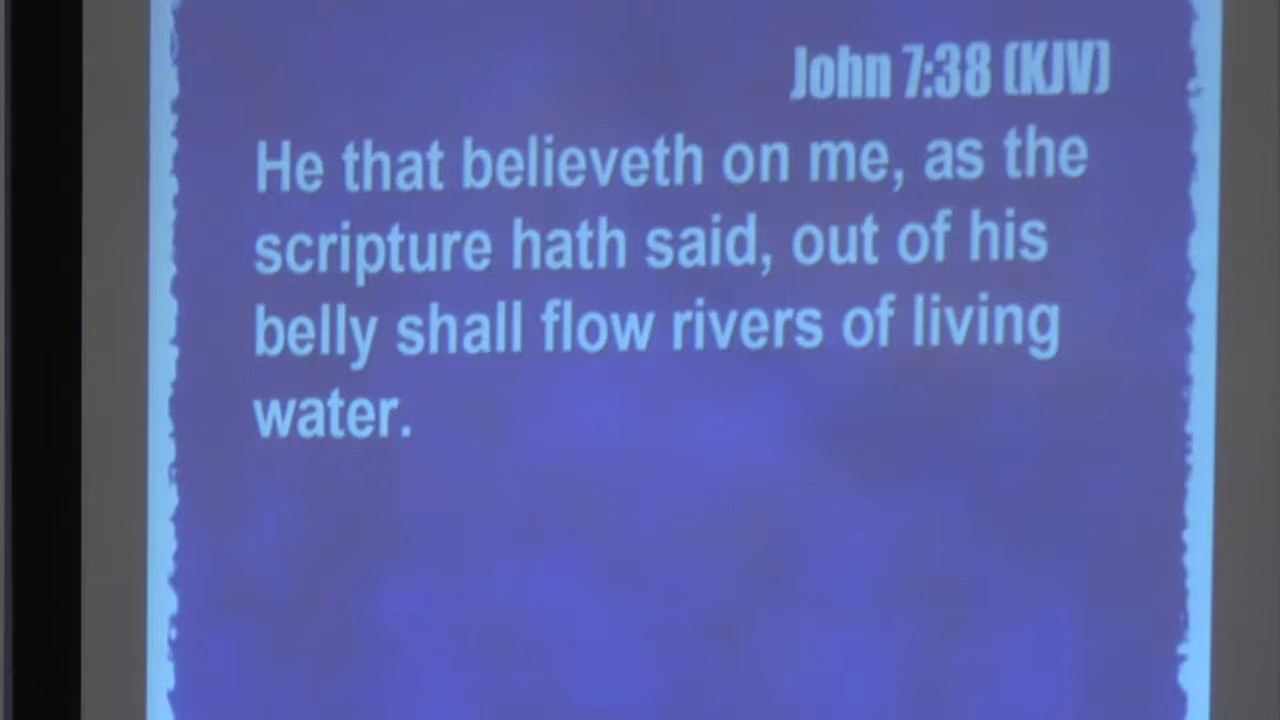 John 7:38 (KJV)
He that believeth on me, as the
scripture hath said, out of his
belly shall flow rivers of living
water.